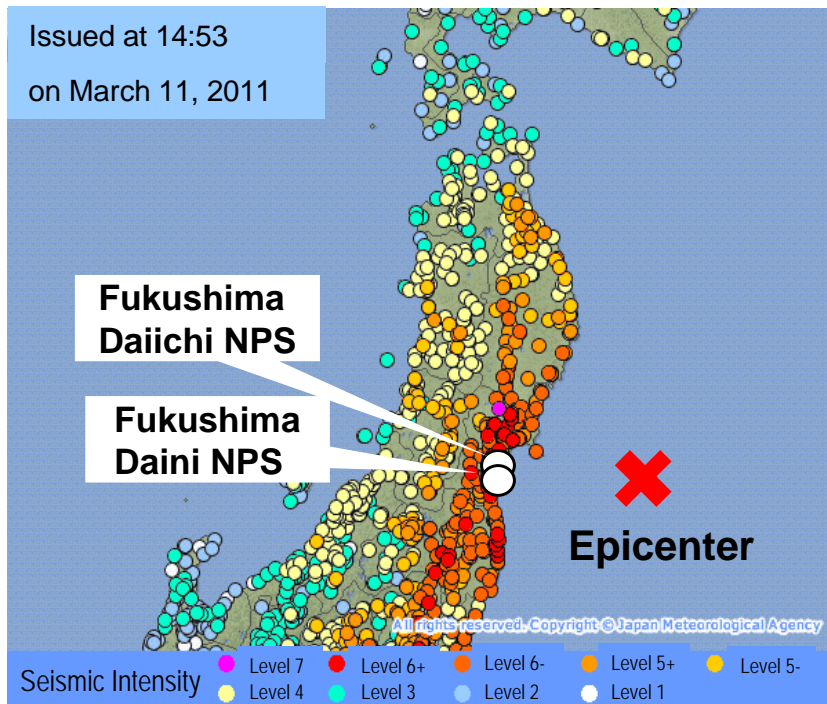 Issued at 14:53
on March 11, 2011
Fukushima
Daiichi NPS
Fukushima
Daini NPS
Epicenter
All rights reserved. Copyright © Japan Meteorological Agency
Seismic Intensity
Level 7 Level 6+ Level 6- Level 5+ Level 5-
Level 4 Level 3 Level 2 Level 1